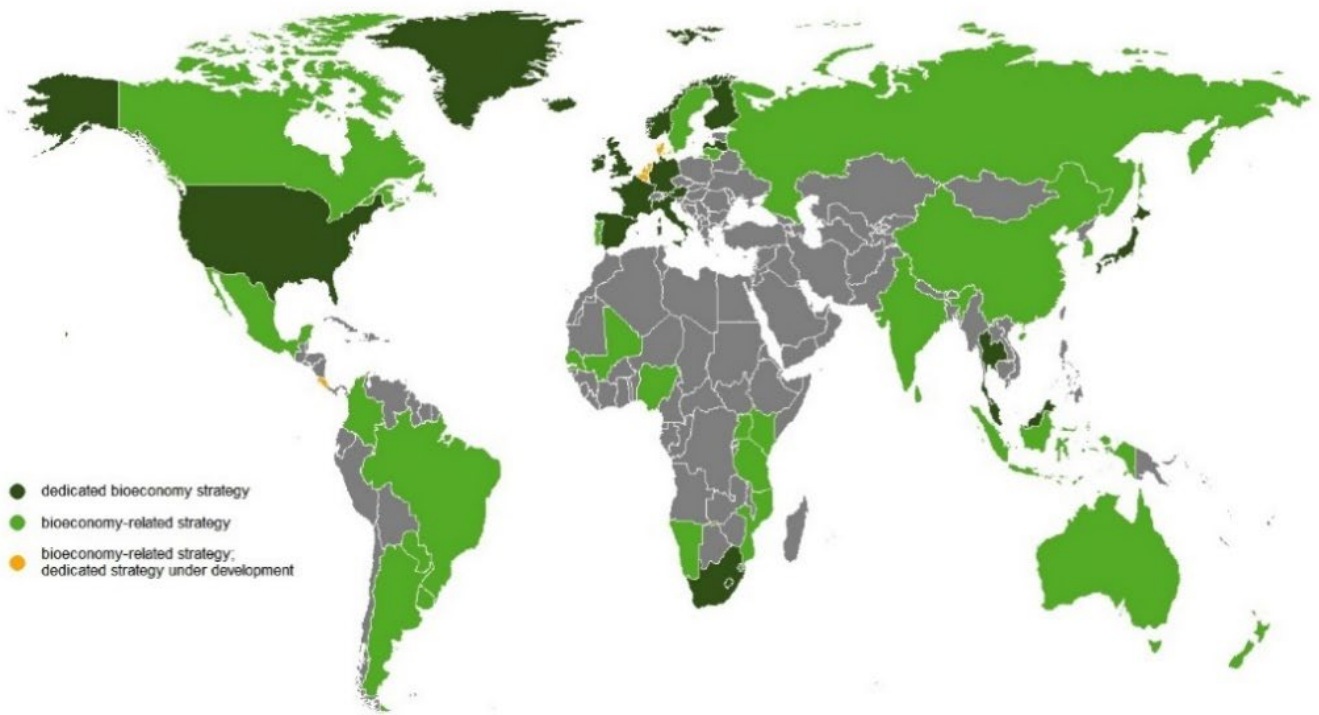 dedicated bioeconomy strategy
bioeconomy-related strategy
bioeconomy-related strategy;
dedicated strategy under development